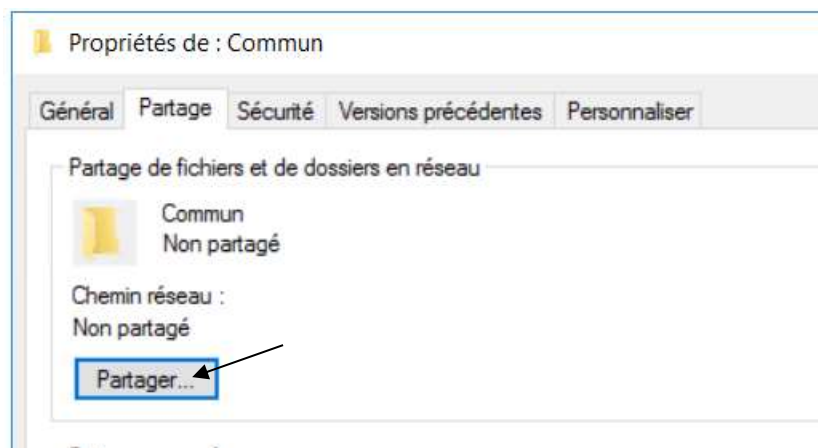 Propriétés de : Commun
Général Partage Sécurité Versions précédentes Personnaliser
Partage de fichiers et de dossiers en réseau
Commun
Non partagé
Chemin réseau :
Non partagé
Partager...